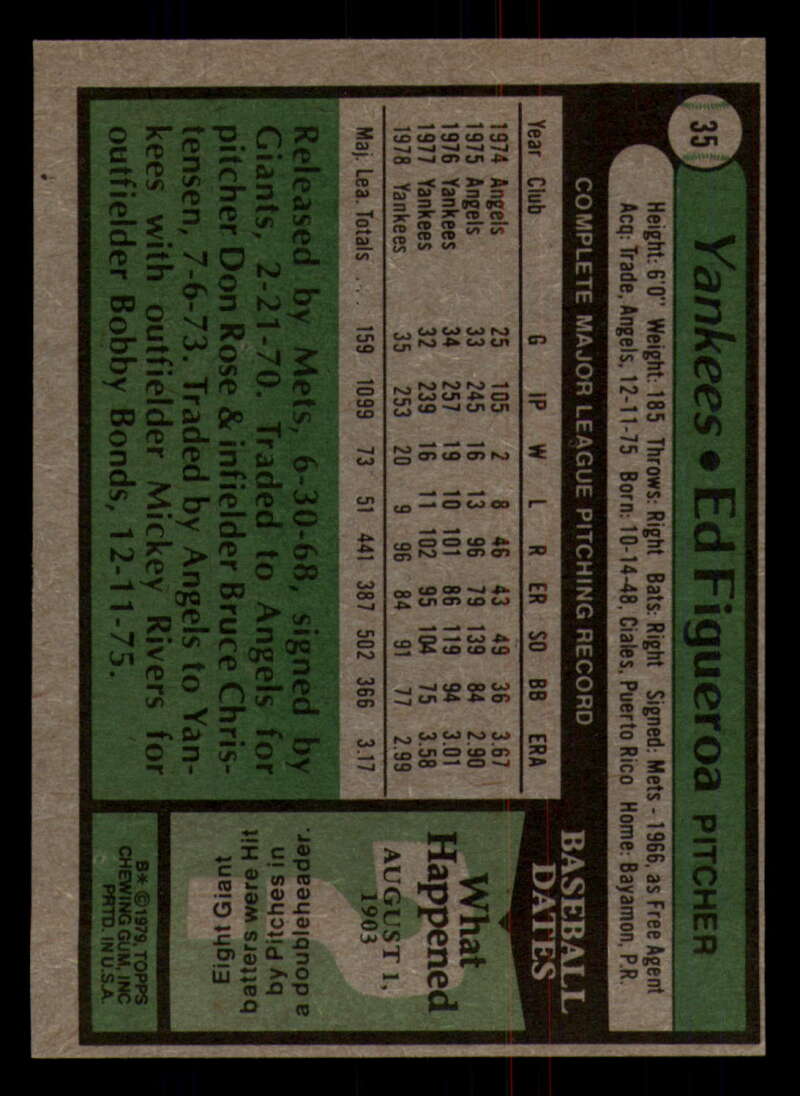 35
Yankees • Ed Figueroa PITCHER
Height: 6'0" Weight: 185 Throws: Right Bats: Right Signed: Mets - 1966, as Free Agent
Acq: Trade, Angels, 12-11-75 Born: 10-14-48, Ciales, Puerto Rico Home: Bayamon, P.R.
COMPLETE MAJOR LEAGUE PITCHING RECORD
Year Club G IP W L R ER SO BB ERA
1974 Angels 25 105 2 8 46 43 49 36 3.67
1975 Angels 33 245 16 13 96 79 139 84 2.90
1976 Yankees 34 257 19 10 101 86 119 94 3.01
1977 Yankees 32 239 16 11 102 95 104 75 3.58
1978 Yankees 35 253 20 9 96 84 91 77 2.99
Maj. Lea. Totals ... 159 1099 73 51 441 387 502 366 3.17
Released by Mets, 6-30-68, signed by
Giants, 2-21-70. Traded to Angels for
pitcher Don Rose & infielder Bruce Chris-
tensen, 7-6-73. Traded by Angels to Yan-
kees with outfielder Mickey Rivers for
outfielder Bobby Bonds, 12-11-75.
BASEBALL
DATES
What
Happened
AUGUST 1,
1903
?
Eight Giant
batters were Hit
by Pitches in
a doubleheader.
B* ©1979, TOPPS
CHEWING GUM, INC
PRTD. IN U.S.A.